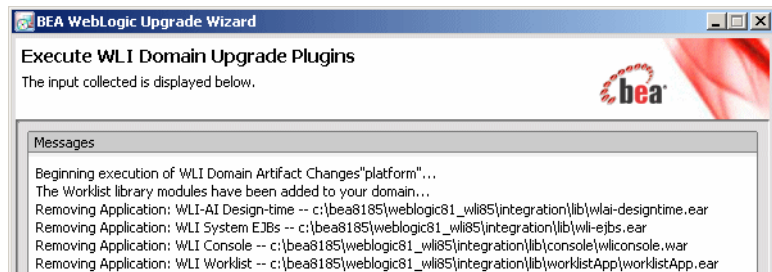 BEA WebLogic Upgrade Wizard
Execute WLI Domain Upgrade Plugins
The input collected is displayed below.
bea
Messages
Beginning execution of WLI Domain Artifact Changes"platform"...
The Worklist library modules have been added to your domain...
Removing Application: WLI-AI Design-time -- c:\bea8185\weblogic81_wli85\integration\lib\wlai-designtime.ear
Removing Application: WLI System EJBs -- c:\bea8185\weblogic81_wli85\integration\lib\wli-ejbs.ear
Removing Application: WLI Console -- c:\bea8185\weblogic81_wli85\integration\lib\console\wliconsole.war
Removing Application: WLI Worklist -- c:\bea8185\weblogic81_wli85\integration\lib\worklistApp\worklistApp.ear